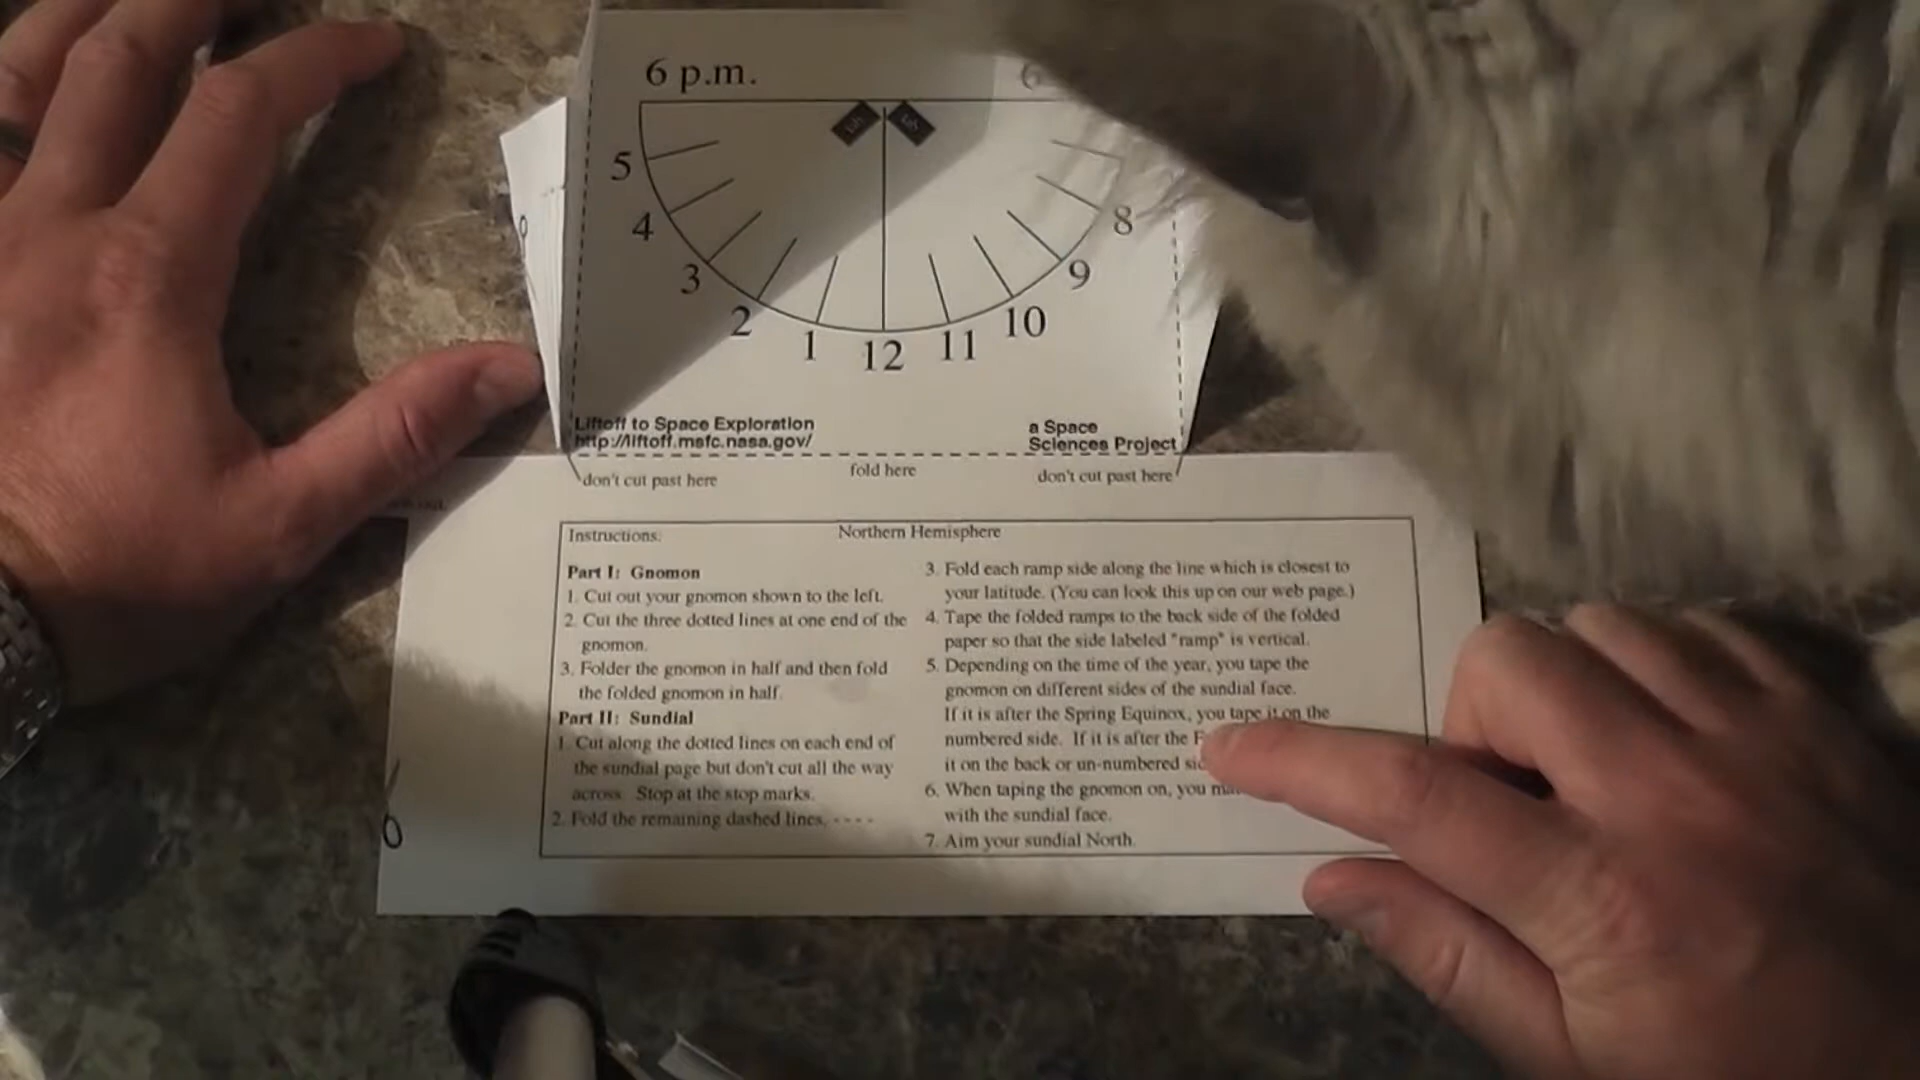 6 p.m.
6
5
4
3
2
1
12
11
10
9
8
tab
tab
Liftoff to Space Exploration
http://liftoff.msfc.nasa.gov/
a Space
Sciences Project
don't cut past here
fold here
don't cut past here
Instructions:
Northern Hemisphere
Part I: Gnomon
1. Cut out your gnomon shown to the left.
2. Cut the three dotted lines at one end of the
gnomon.
3. Folder the gnomon in half and then fold
the folded gnomon in half.
Part II: Sundial
1. Cut along the dotted lines on each end of
the sundial page but don't cut all the way
across. Stop at the stop marks.
2. Fold the remaining dashed lines. - - - -
3. Fold each ramp side along the line which is closest to
your latitude. (You can look this up on our web page.)
4. Tape the folded ramps to the back side of the folded
paper so that the side labeled "ramp" is vertical.
5. Depending on the time of the year, you tape the
gnomon on different sides of the sundial face.
If it is after the Spring Equinox, you tape it on the
numbered side. If it is after the
it on the back or un-numbered
6. When taping the gnomon on, you
with the sundial face.
7. Aim your sundial North.